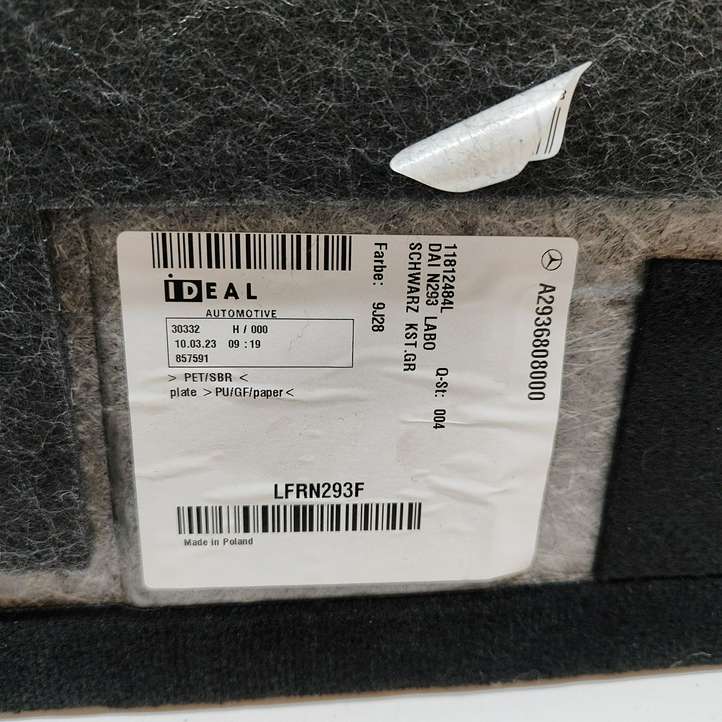 iDEAL
AUTOMOTIVE
30332 H / 000
10.03.23 09 : 19
857591
> PET/SBR <
plate > PU/GF/paper <
LFRN293F
Made in Poland
A2936808000
11812484L
DAI N293 LABO Q-St: 004
SCHWARZ KST.GR
Farbe: 9J28